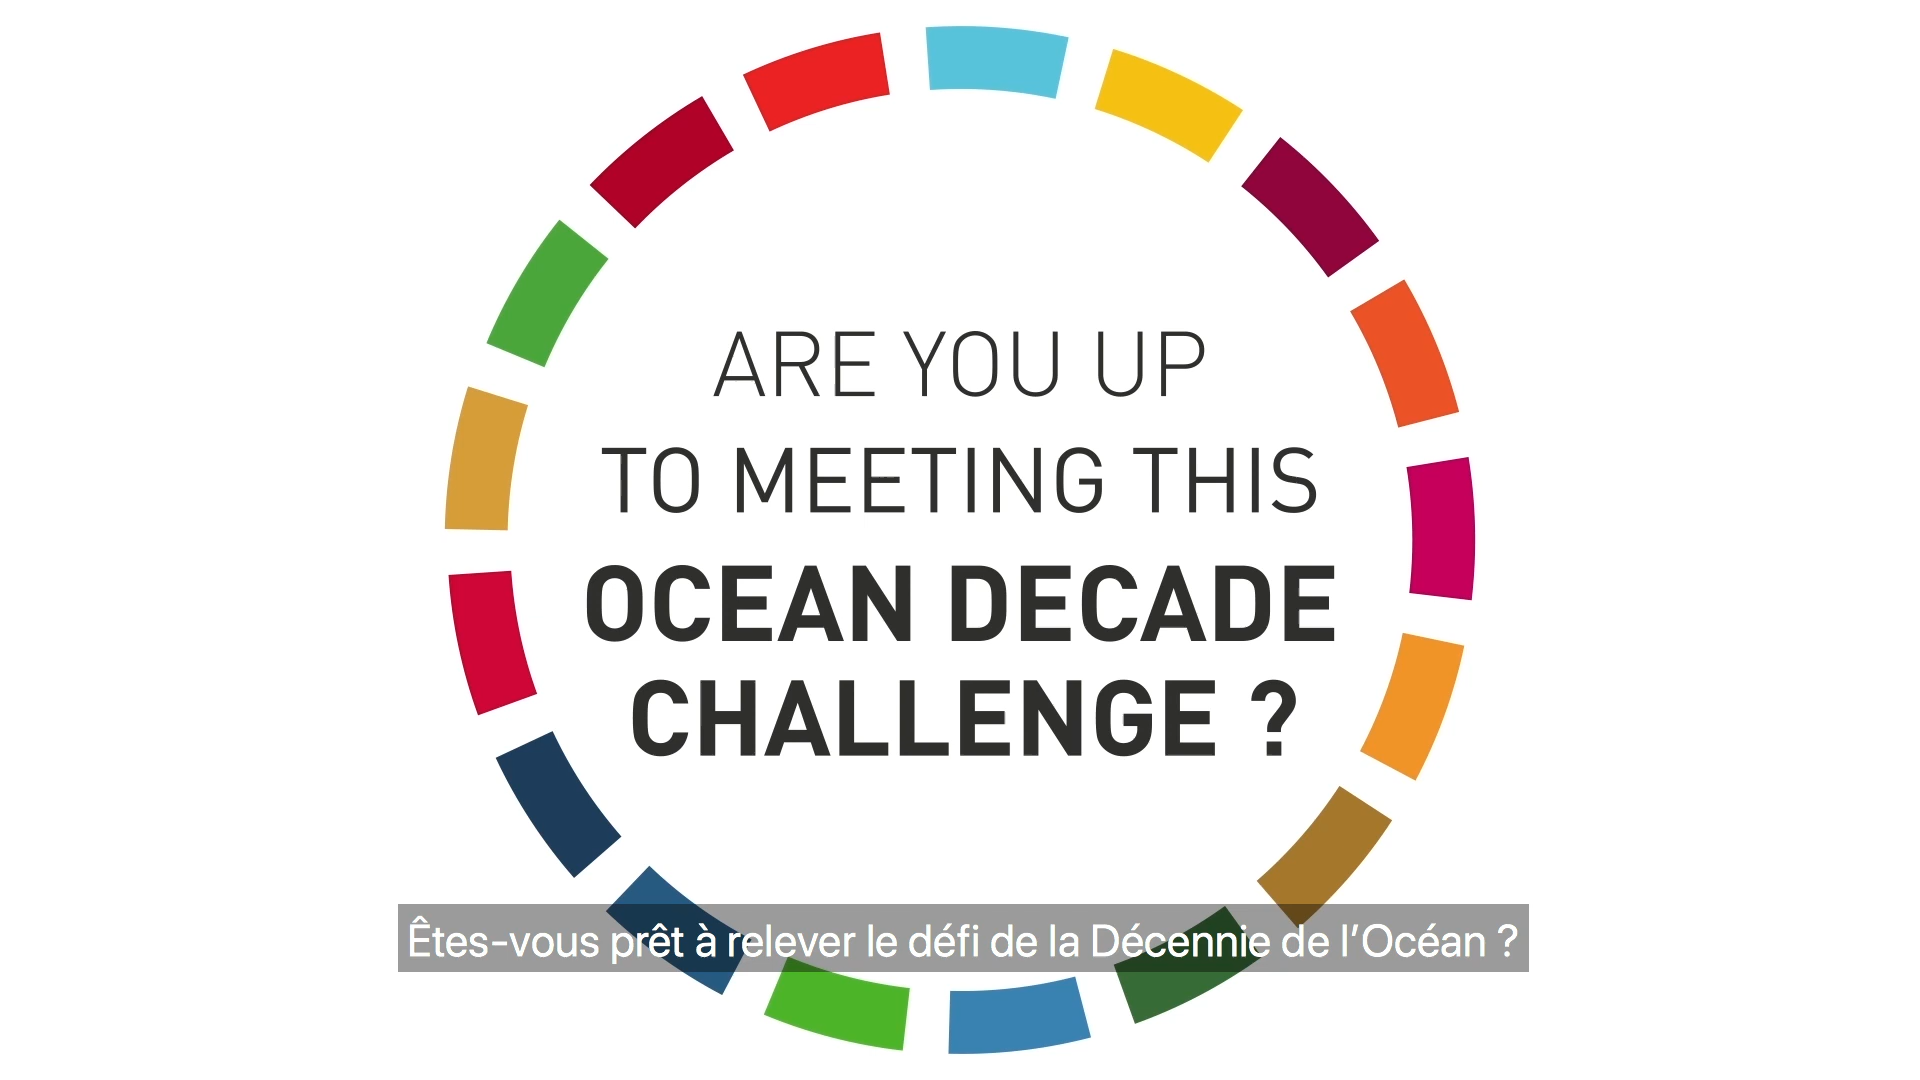 ARE YOU UP
TO MEETING THIS
OCEAN DECADE
CHALLENGE ?
Êtes-vous prêt à relever le défi de la Décennie de l’Océan ?